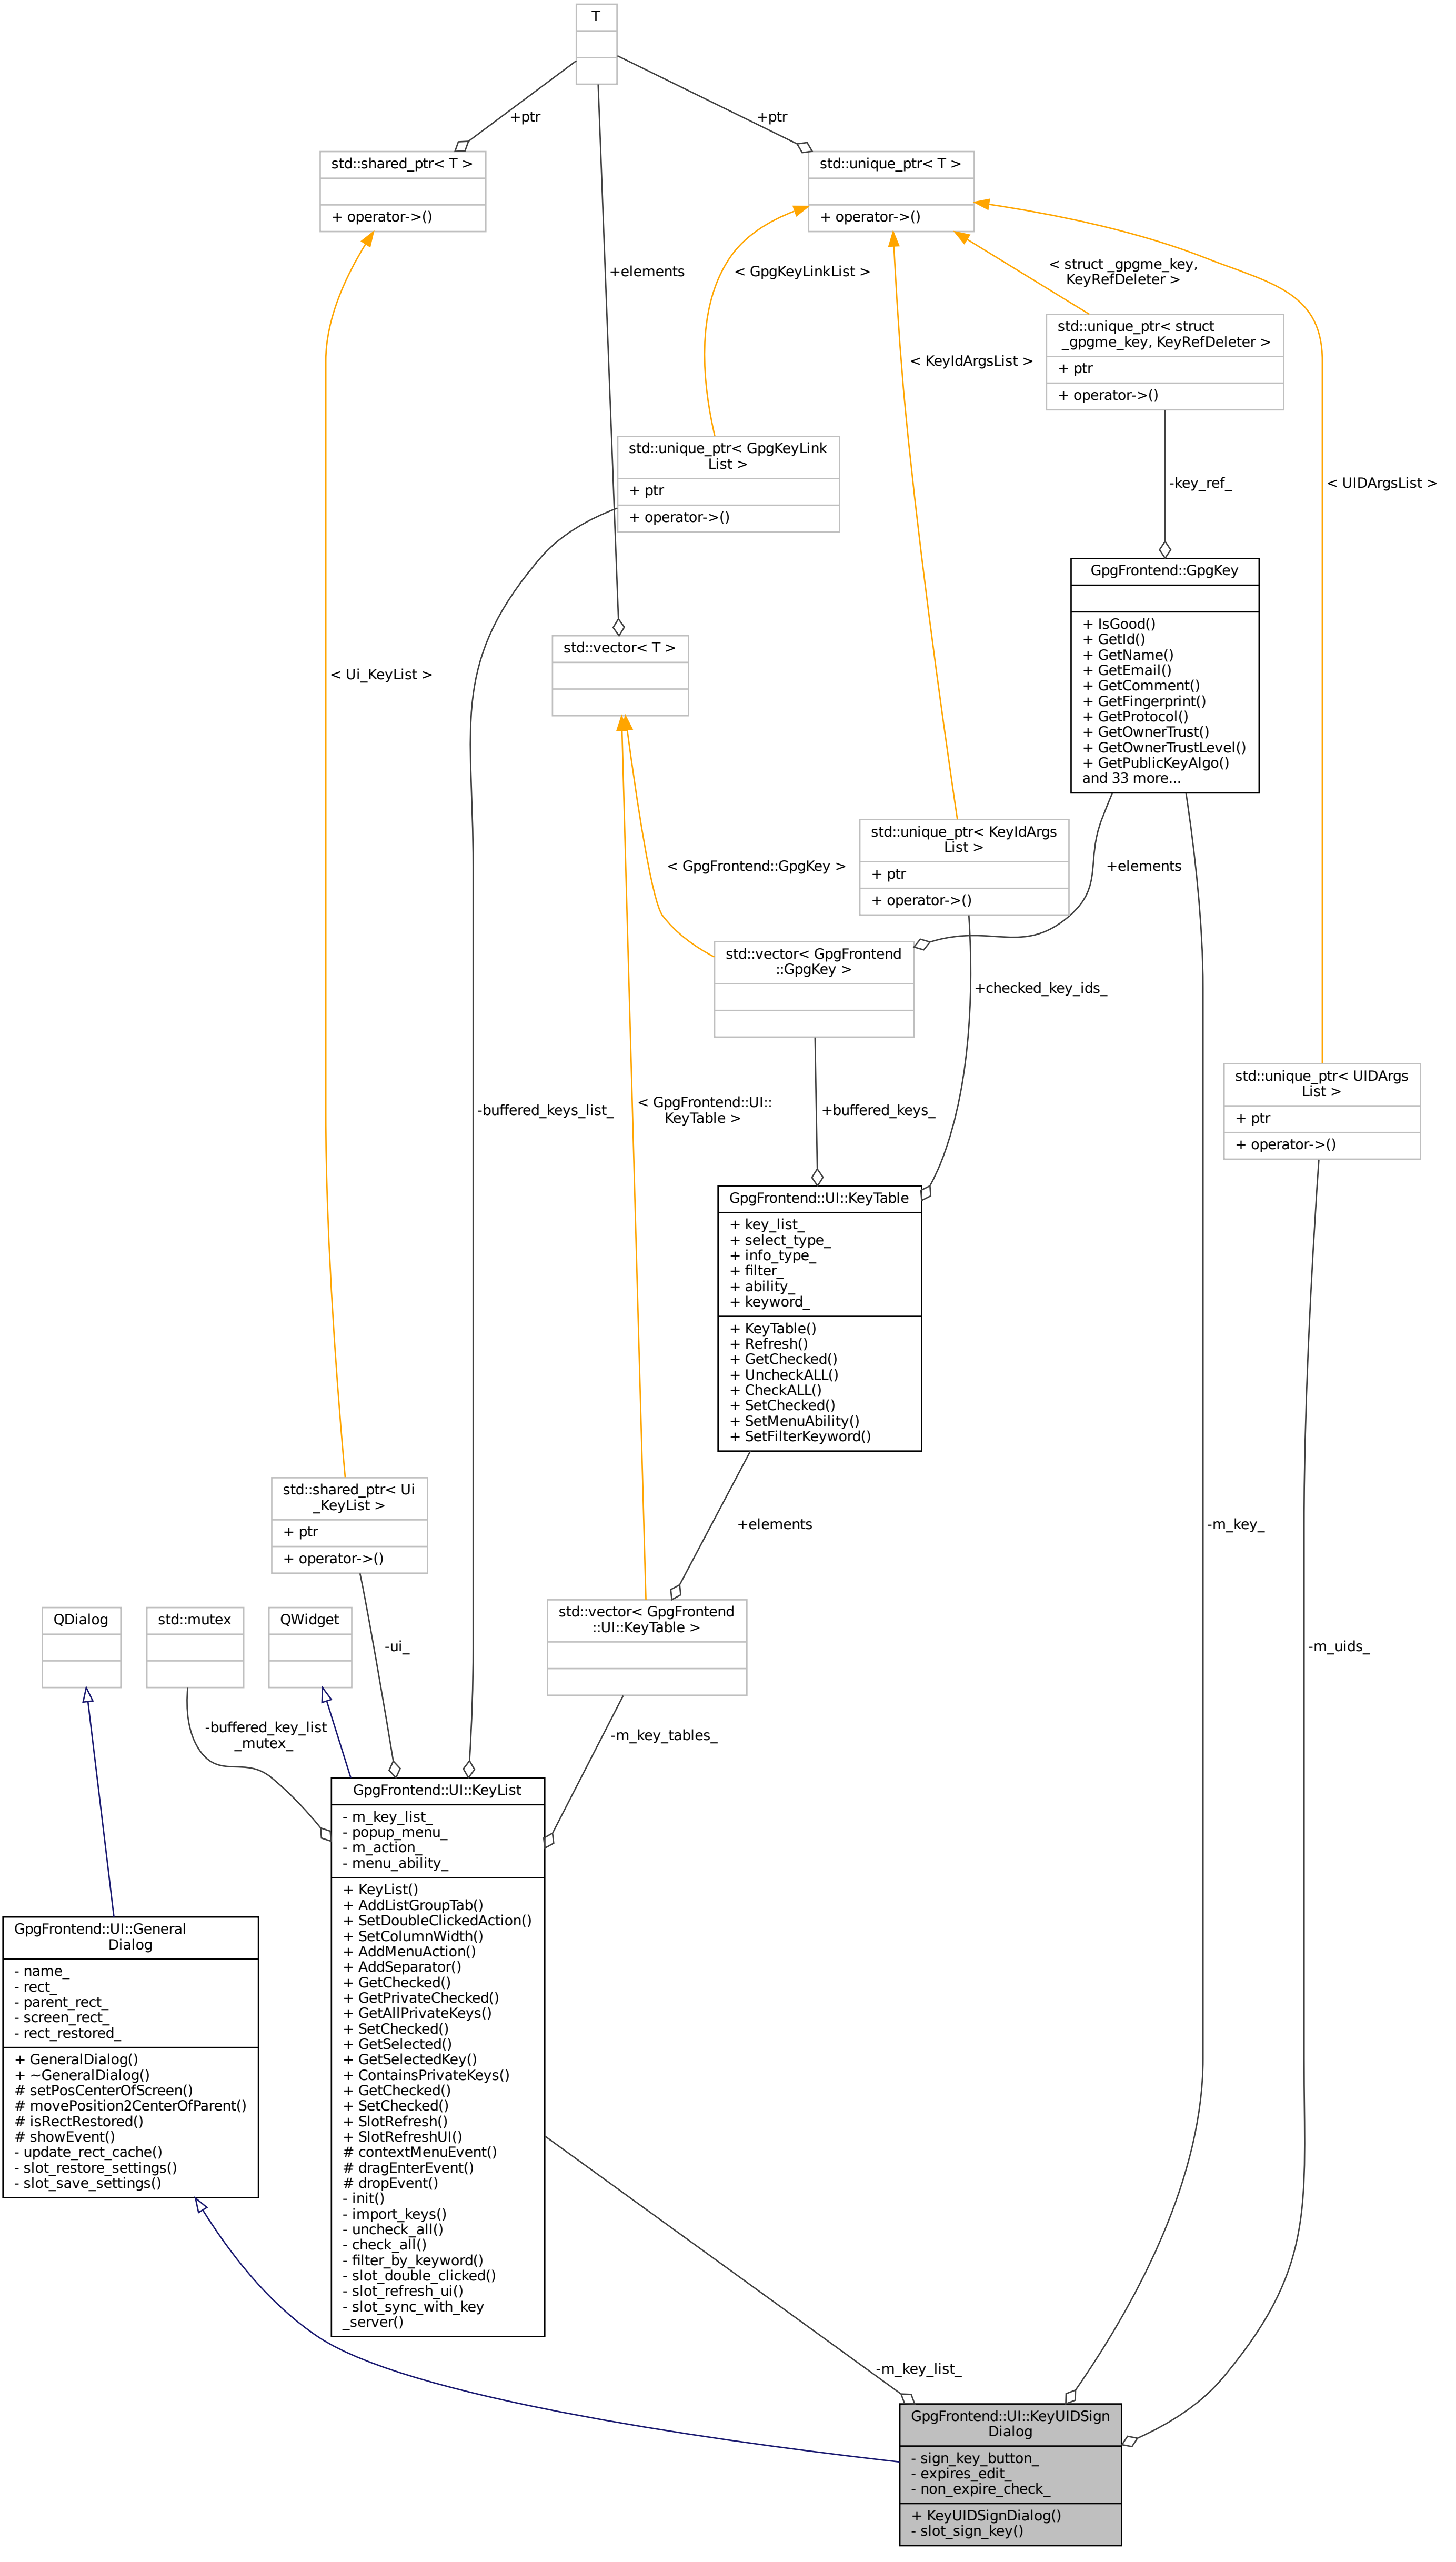 T
+ptr
+ptr
std::shared_ptr< T >
+ operator->()
std::unique_ptr< T >
+ operator->()
+elements
< GpgKeyLinkList >
< struct _gpgme_key,
KeyRefDeleter >
std::unique_ptr< struct
_gpgme_key, KeyRefDeleter >
+ ptr
+ operator->()
< KeyIdArgsList >
std::unique_ptr< GpgKeyLink
List >
+ ptr
+ operator->()
-key_ref_
< UIDArgsList >
GpgFrontend::GpgKey
+ IsGood()
+ GetId()
+ GetName()
+ GetEmail()
+ GetComment()
+ GetFingerprint()
+ GetProtocol()
+ GetOwnerTrust()
+ GetOwnerTrustLevel()
+ GetPublicKeyAlgo()
and 33 more...
std::vector< T >
< Ui_KeyList >
std::unique_ptr< KeyIdArgs
List >
+ ptr
+ operator->()
< GpgFrontend::GpgKey >
+elements
std::vector< GpgFrontend
::GpgKey >
+checked_key_ids_
std::unique_ptr< UIDArgs
List >
+ ptr
+ operator->()
-buffered_keys_list_
< GpgFrontend::UI::
KeyTable >
+buffered_keys_
GpgFrontend::UI::KeyTable
+ key_list_
+ select_type_
+ info_type_
+ filter_
+ ability_
+ keyword_
+ KeyTable()
+ Refresh()
+ GetChecked()
+ UncheckALL()
+ CheckALL()
+ SetChecked()
+ SetMenuAbility()
+ SetFilterKeyword()
std::shared_ptr< Ui
_KeyList >
+ ptr
+ operator->()
+elements
-m_key_
std::vector< GpgFrontend
::UI::KeyTable >
QDialog
std::mutex
QWidget
-ui_
-m_uids_
-buffered_key_list
_mutex_
-m_key_tables_
GpgFrontend::UI::KeyList
- m_key_list_
- popup_menu_
- m_action_
- menu_ability_
+ KeyList()
+ AddListGroupTab()
+ SetDoubleClickedAction()
+ SetColumnWidth()
+ AddMenuAction()
+ AddSeparator()
+ GetChecked()
+ GetPrivateChecked()
+ GetAllPrivateKeys()
+ SetChecked()
+ GetSelected()
+ GetSelectedKey()
+ ContainsPrivateKeys()
+ GetChecked()
+ SetChecked()
+ SlotRefresh()
+ SlotRefreshUI()
# contextMenuEvent()
# dragEnterEvent()
# dropEvent()
- init()
- import_keys()
- uncheck_all()
- check_all()
- filter_by_keyword()
- slot_double_clicked()
- slot_refresh_ui()
- slot_sync_with_key
_server()
GpgFrontend::UI::General
Dialog
- name_
- rect_
- parent_rect_
- screen_rect_
- rect_restored_
+ GeneralDialog()
+ ~GeneralDialog()
# setPosCenterOfScreen()
# movePosition2CenterOfParent()
# isRectRestored()
# showEvent()
- update_rect_cache()
- slot_restore_settings()
- slot_save_settings()
-m_key_list_
GpgFrontend::UI::KeyUIDSign
Dialog
- sign_key_button_
- expires_edit_
- non_expire_check_
+ KeyUIDSignDialog()
- slot_sign_key()